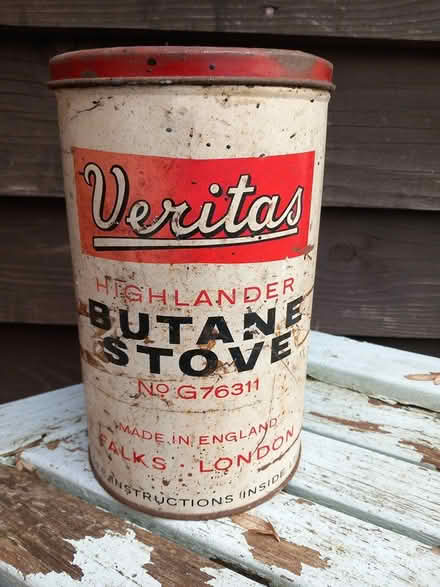 Veritas
HIGHLANDER
BUTANE
STOVE
No G76311
MADE IN ENGLAND
FALKS · LONDON
INSTRUCTIONS INSIDE